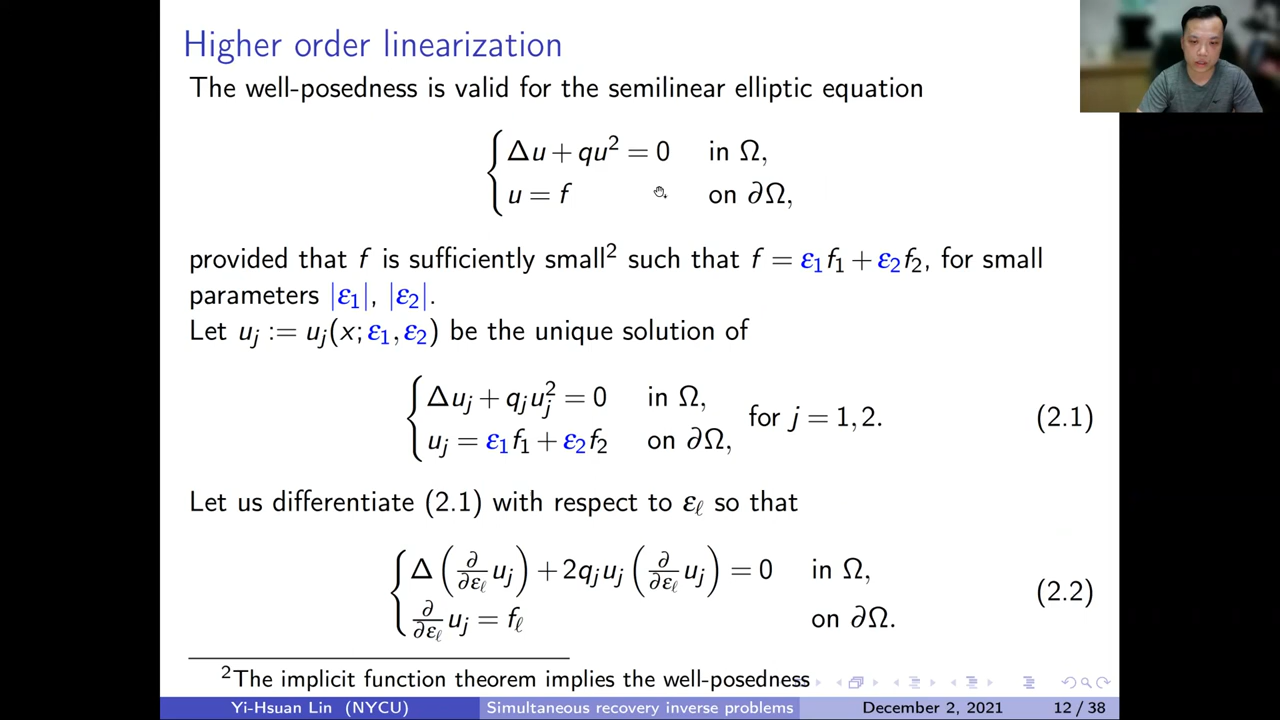 Higher order linearization
The well-posedness is valid for the semilinear elliptic equation
Δu + qu² = 0 in Ω,
u = f on ∂Ω,
provided that f is sufficiently small² such that f = ε₁f₁ + ε₂f₂, for small
parameters |ε₁|, |ε₂|.
Let uⱼ := uⱼ(x; ε₁, ε₂) be the unique solution of
Δuⱼ + qⱼuⱼ² = 0 in Ω,
for j = 1, 2. (2.1)
uⱼ = ε₁f₁ + ε₂f₂ on ∂Ω,
Let us differentiate (2.1) with respect to ε_ℓ so that
Δ(∂/∂ε_ℓ uⱼ) + 2qⱼuⱼ(∂/∂ε_ℓ uⱼ) = 0 in Ω,
(2.2)
∂/∂ε_ℓ uⱼ = f_ℓ on ∂Ω.
²The implicit function theorem implies the well-posedness
Yi-Hsuan Lin (NYCU) Simultaneous recovery inverse problems December 2, 2021 12 / 38